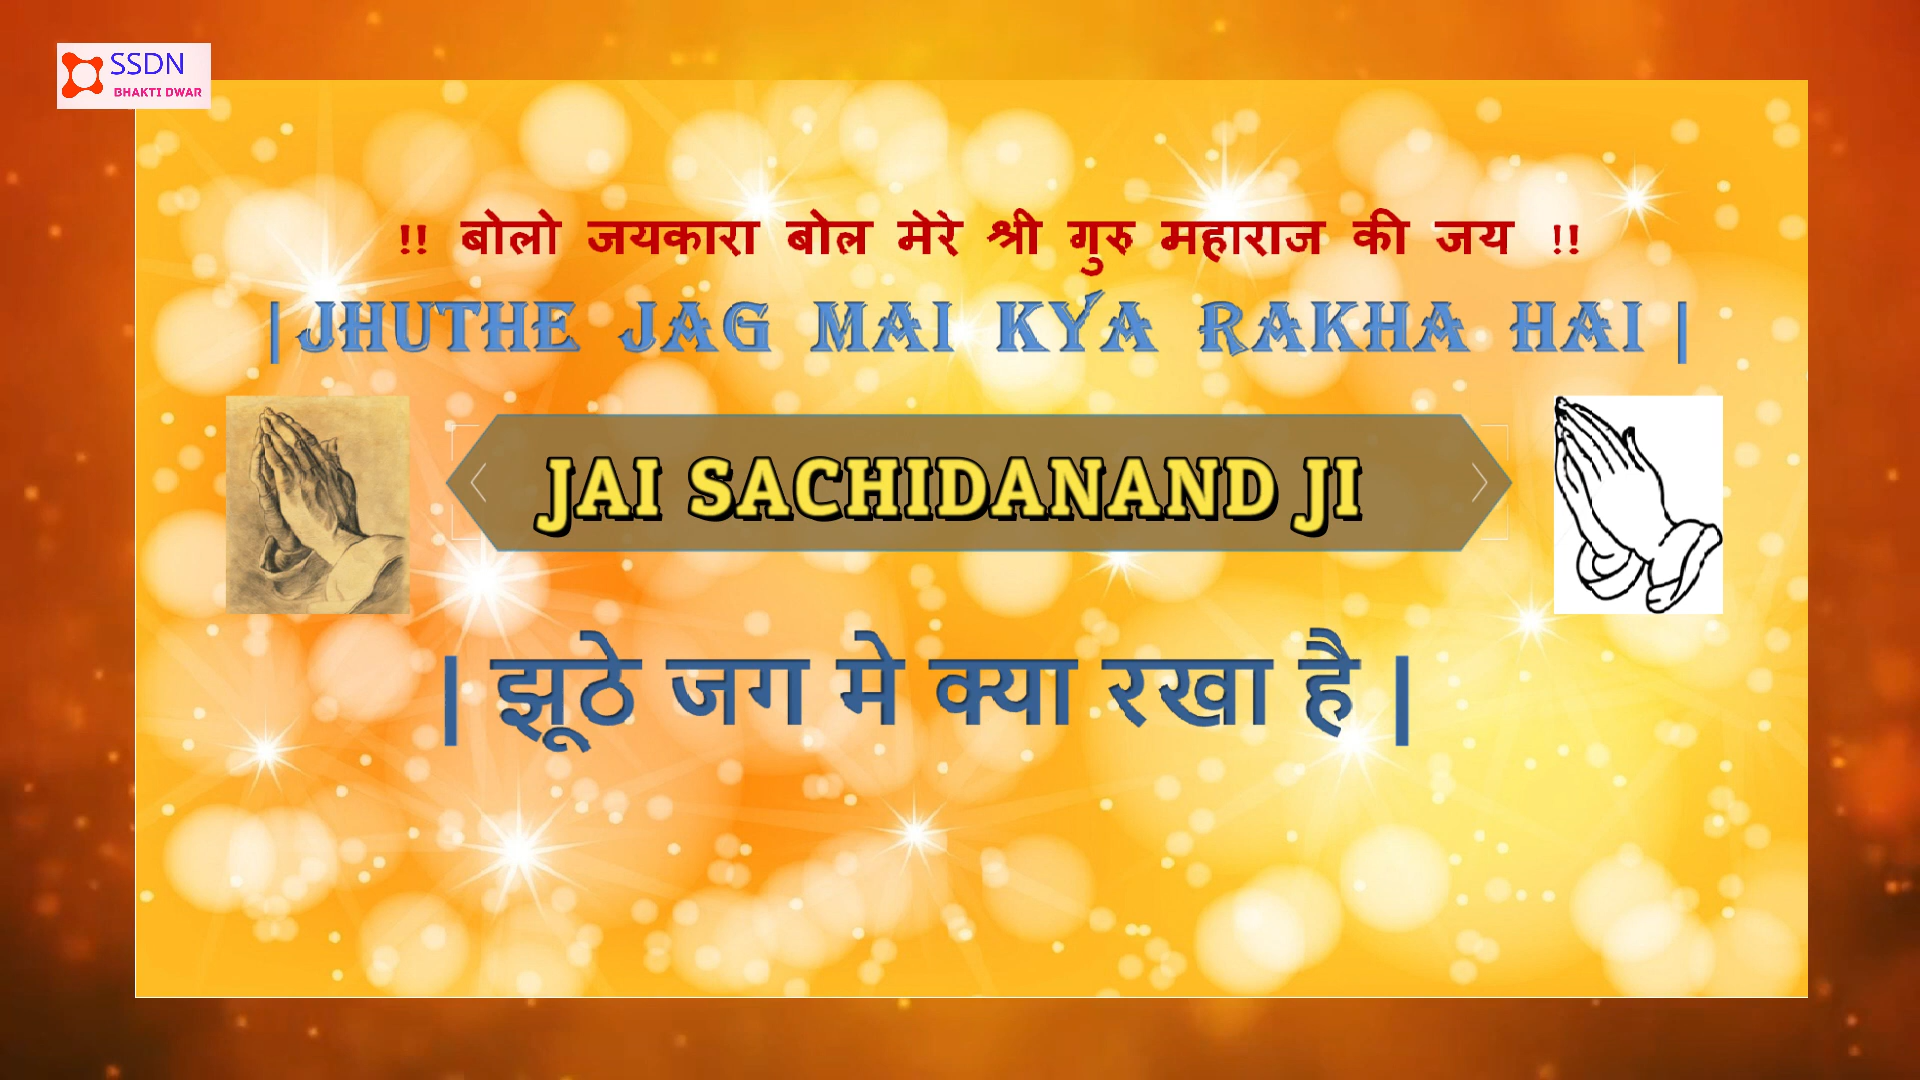 SSDN
BHAKTI DWAR
!! बोलो जयकारा बोल मेरे श्री गुरु महाराज की जय !!
| JHUTHE JAG MAI KYA RAKHA HAI |
JAI SACHIDANAND JI
| झूठे जग मे क्या रखा है |